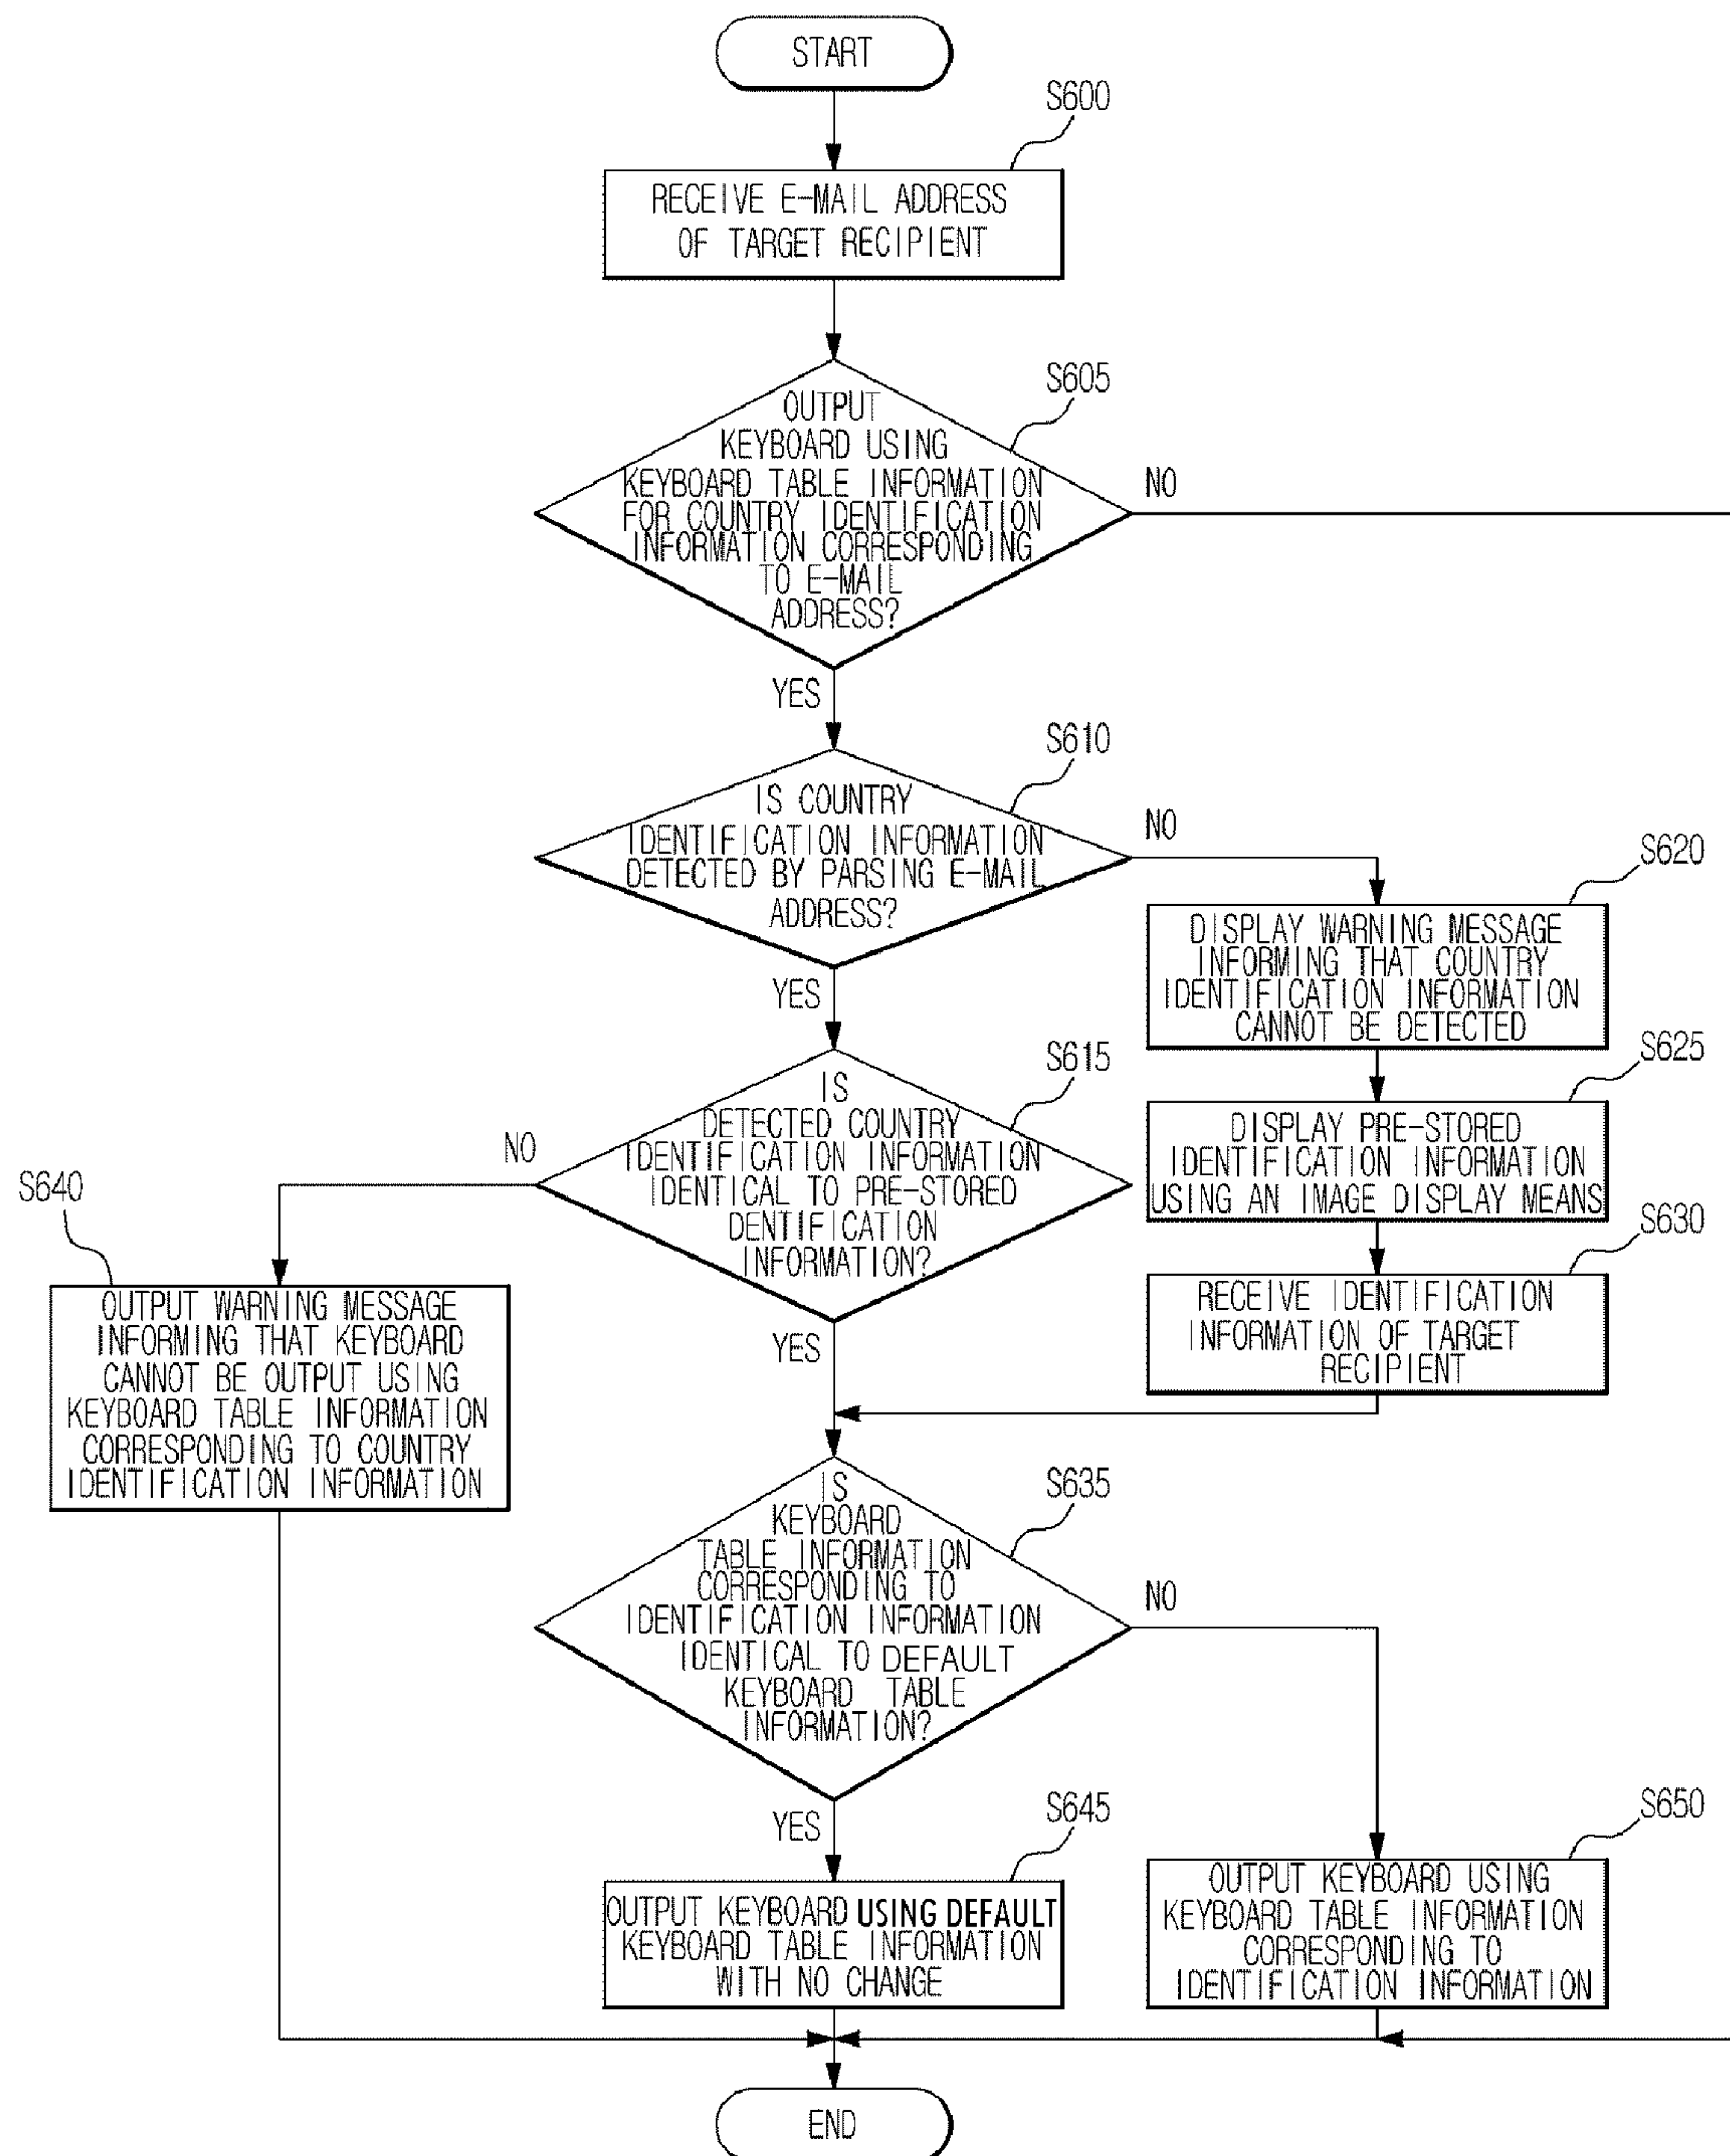 START
S600
RECEIVE E-MAIL ADDRESS
OF TARGET RECIPIENT
S605
OUTPUT
KEYBOARD USING
KEYBOARD TABLE INFORMATION
FOR COUNTRY IDENTIFICATION
INFORMATION CORRESPONDING
TO E-MAIL
ADDRESS?
NO
YES
S610
IS COUNTRY
IDENTIFICATION INFORMATION
DETECTED BY PARSING E-MAIL
ADDRESS?
NO
YES
S620
DISPLAY WARNING MESSAGE
INFORMING THAT COUNTRY
IDENTIFICATION INFORMATION
CANNOT BE DETECTED
S615
IS
DETECTED COUNTRY
IDENTIFICATION INFORMATION
IDENTICAL TO PRE-STORED
DENTIFICATION
INFORMATION?
NO
YES
S625
DISPLAY PRE-STORED
IDENTIFICATION INFORMATION
USING AN IMAGE DISPLAY MEANS
S630
RECEIVE IDENTIFICATION
INFORMATION OF TARGET
RECIPIENT
S640
OUTPUT WARNING MESSAGE
INFORMING THAT KEYBOARD
CANNOT BE OUTPUT USING
KEYBOARD TABLE INFORMATION
CORRESPONDING TO COUNTRY
IDENTIFICATION INFORMATION
S635
IS
KEYBOARD
TABLE INFORMATION
CORRESPONDING TO
IDENTIFICATION INFORMATION
IDENTICAL TO DEFAULT
KEYBOARD TABLE
INFORMATION?
NO
YES
S645
OUTPUT KEYBOARD USING DEFAULT
KEYBOARD TABLE INFORMATION
WITH NO CHANGE
S650
OUTPUT KEYBOARD USING
KEYBOARD TABLE INFORMATION
CORRESPONDING TO
IDENTIFICATION INFORMATION
END